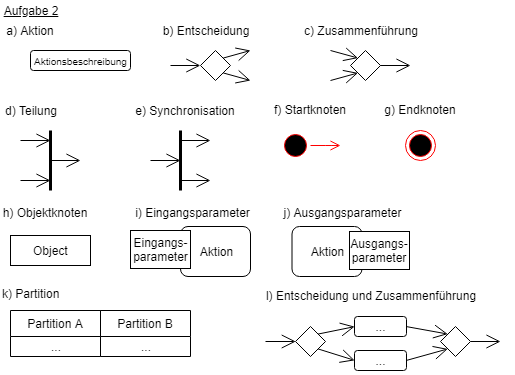 Aufgabe 2
a) Aktion
b) Entscheidung
c) Zusammenführung
Aktionsbeschreibung
d) Teilung
e) Synchronisation
f) Startknoten
g) Endknoten
h) Objektknoten
i) Eingangsparameter
j) Ausgangsparameter
Object
Eingangs-
parameter
Aktion
Aktion
Ausgangs-
parameter
k) Partition
l) Entscheidung und Zusammenführung
Partition A
Partition B
...
...
...
...